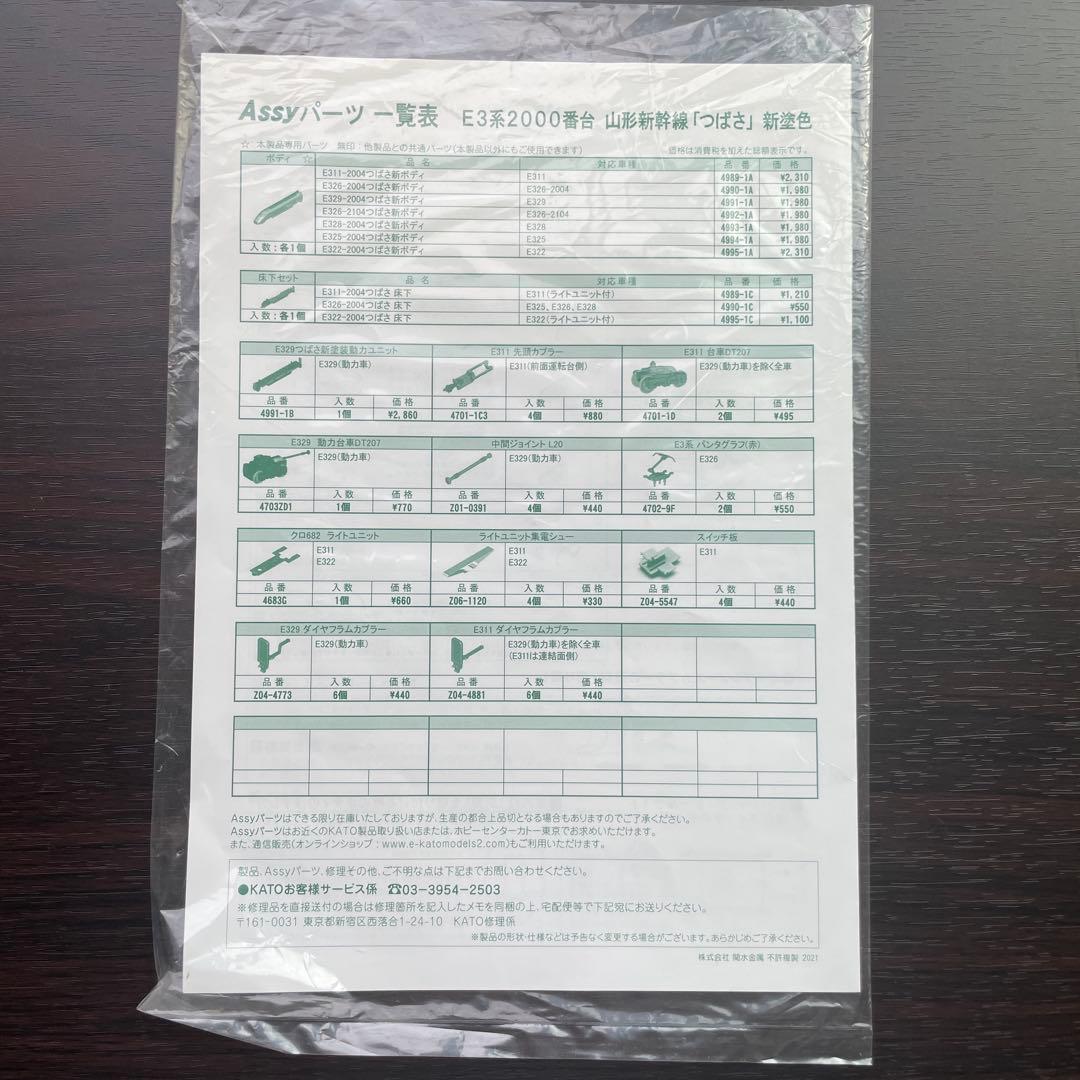 Assyパーツ 一覧表 E3系2000番台 山形新幹線「つばさ」新塗色
☆ 本製品専用パーツ 無印：他製品との共通パーツ(本製品以外にもご使用できます) 価格は消費税を加えた総額表示です。
ボディ ☆ 品 名 対応車種 品 番 価 格
E311-2004つばさ新ボディ E311 4989-1A ¥2,310
E326-2004つばさ新ボディ E326-2004 4990-1A ¥1,980
E329-2004つばさ新ボディ E329 4991-1A ¥1,980
E326-2104つばさ新ボディ E326-2104 4992-1A ¥1,980
E328-2004つばさ新ボディ E328 4993-1A ¥1,980
E325-2004つばさ新ボディ E325 4994-1A ¥1,980
入数：各1個 E322-2004つばさ新ボディ E322 4995-1A ¥2,310
床下セット 品 名 対応車種 品 番 価 格
E311-2004つばさ 床下 E311(ライトユニット付) 4989-1C ¥1,210
E326-2004つばさ 床下 E325、E326、E328 4990-1C ¥550
入数：各1個 E322-2004つばさ 床下 E322(ライトユニット付) 4995-1C ¥1,100
E329つばさ新塗装動力ユニット E311 先頭カプラー E311 台車DT207
E329(動力車) E311(前面運転台側) E329(動力車)を除く全車
品 番 入 数 価 格 品 番 入 数 価 格 品 番 入 数 価 格
4991-1B 1個 ¥2,860 4701-1C3 4個 ¥880 4701-1D 2個 ¥495
E329 動力台車DT207 中間ジョイント L20 E3系 パンタグラフ(赤)
E329(動力車) E329(動力車) E326
品 番 入 数 価 格 品 番 入 数 価 格 品 番 入 数 価 格
4703ZD1 1個 ¥770 Z01-0391 4個 ¥440 4702-9F 2個 ¥550
クロ682 ライトユニット ライトユニット集電シュー スイッチ板
E311 E311 E311
E322 E322
品 番 入 数 価 格 品 番 入 数 価 格 品 番 入 数 価 格
4683G 1個 ¥660 Z06-1120 4個 ¥330 Z04-5547 4個 ¥440
E329 ダイヤフラムカプラー E311 ダイヤフラムカプラー
E329(動力車) E329(動力車)を除く全車
(E311は連結面側)
品 番 入 数 価 格 品 番 入 数 価 格
Z04-4773 6個 ¥440 Z04-4881 6個 ¥440
Assyパーツはできる限り在庫いたしておりますが、生産の都合上品切となる場合もありますのでご了承ください。
Assyパーツはお近くのKATO製品取り扱い店または、ホビーセンターカトー東京でお求めいただけます。
また、通信販売(オンラインショップ：www.e-katomodels2.com)もご利用いただけます。
製品、Assyパーツ、修理その他、ご不明な点は下記までお問い合わせください。
●KATOお客様サービス係 ☎03-3954-2503
※修理品を直接送付の場合は修理箇所を記入したメモを同梱の上、宅配便等で下記宛にお送りください。
〒161-0031 東京都新宿区西落合1-24-10 KATO修理係
※製品の形状・仕様などは予告なく変更する場合がございます。あらかじめご了承ください。
株式会社 関水金属 不許複製 2021